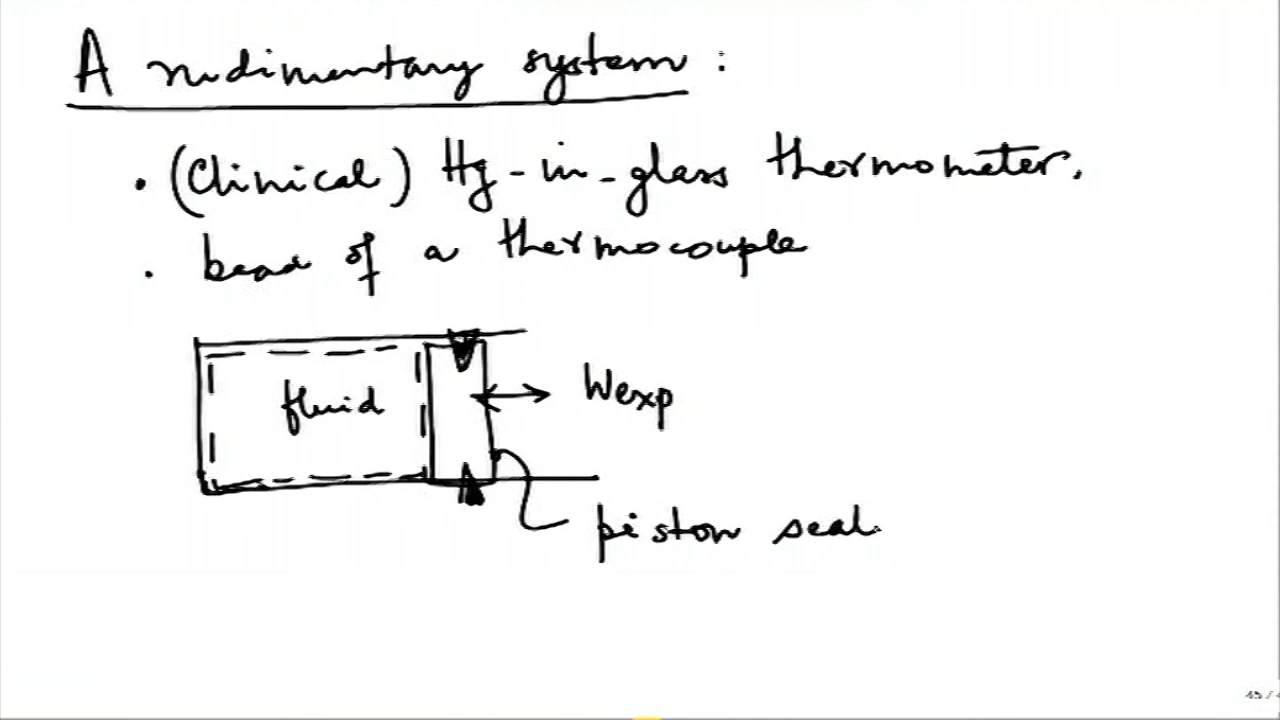 A rudimentary system :
• (Clinical) Hg-in-glass thermometer.
• bead of a thermocouple
fluid
Wexp
piston seal